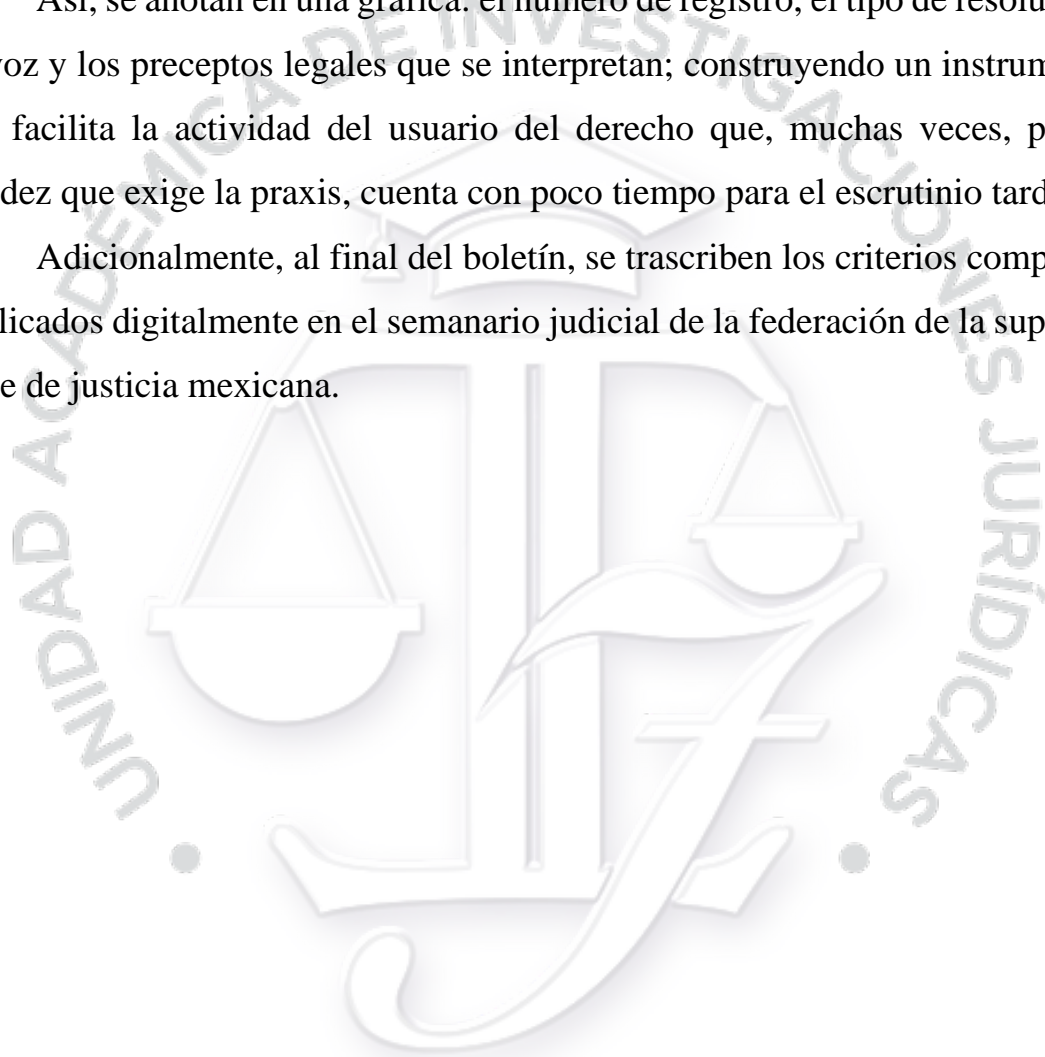 Así, se anotan en una gráfica: el número de registro, el tipo de resolu
voz y los preceptos legales que se interpretan; construyendo un instrum
facilita la actividad del usuario del derecho que, muchas veces, p
dez que exige la praxis, cuenta con poco tiempo para el escrutinio tard
Adicionalmente, al final del boletín, se trascriben los criterios comp
licados digitalmente en el semanario judicial de la federación de la sup
e de justicia mexicana.
UNIDAD ACADÉMICA DE INVESTIGACIONES JURÍDICAS